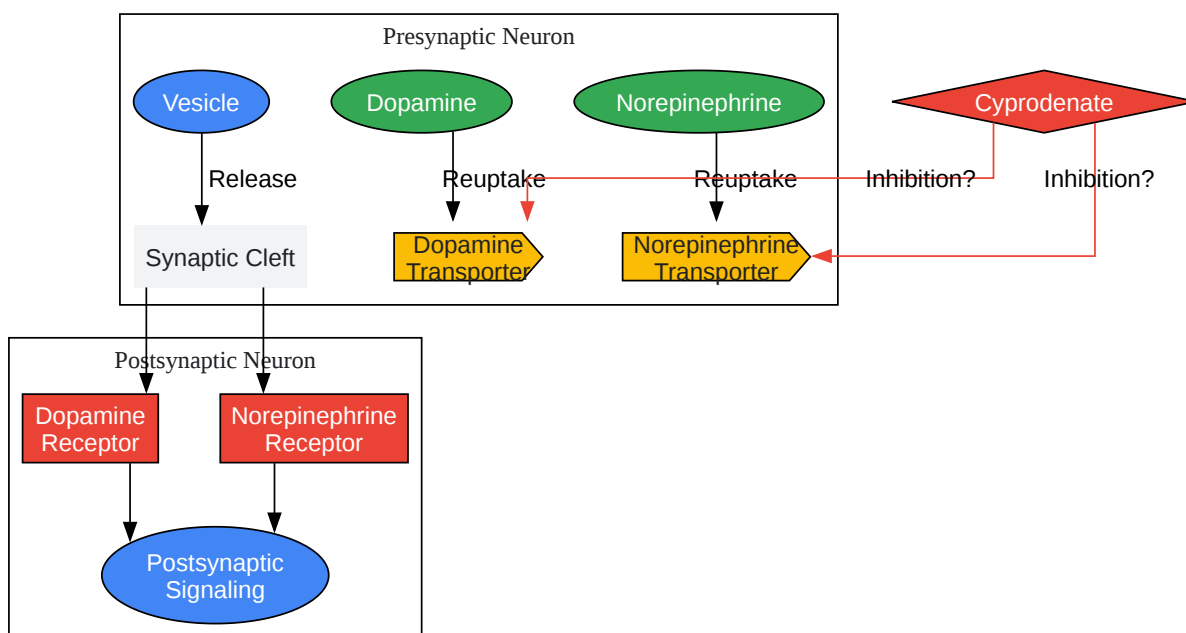 Presynaptic Neuron
Vesicle
Dopamine
Norepinephrine
Cyprodenate
Release
Reuptake
Reuptake
Inhibition?
Inhibition?
Synaptic Cleft
Dopamine
Transporter
Norepinephrine
Transporter
Postsynaptic Neuron
Dopamine
Receptor
Norepinephrine
Receptor
Postsynaptic
Signaling